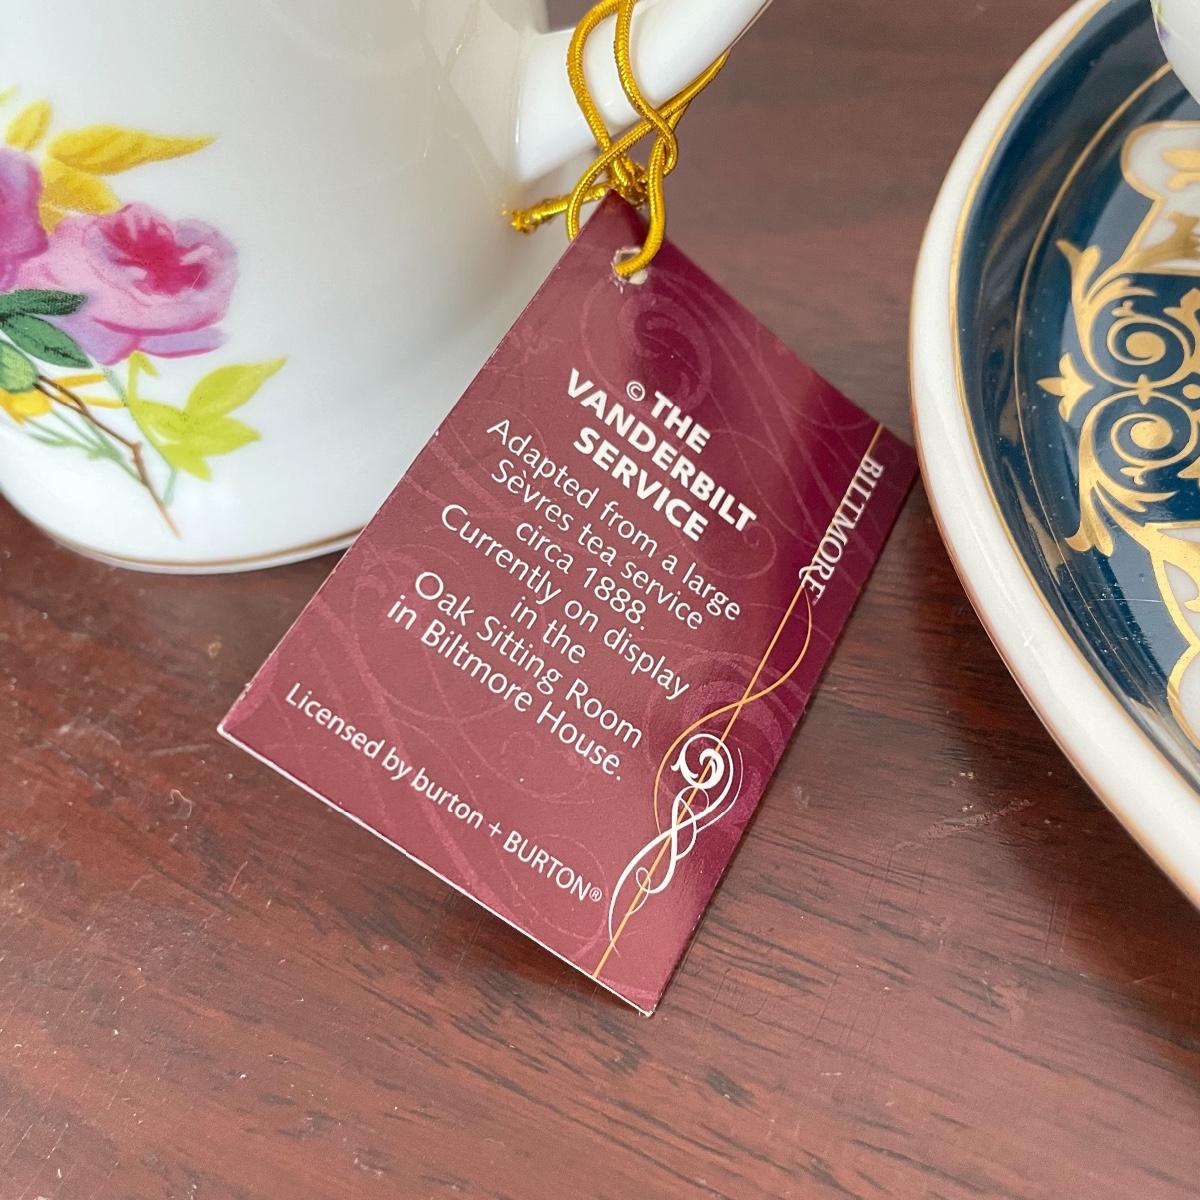 © THE
VANDERBILT
SERVICE
Adapted from a large
Sèvres tea service
circa 1888.
Currently on display
in the
Oak Sitting Room
in Biltmore House.
Licensed by burton + BURTON®
BILTMORE™